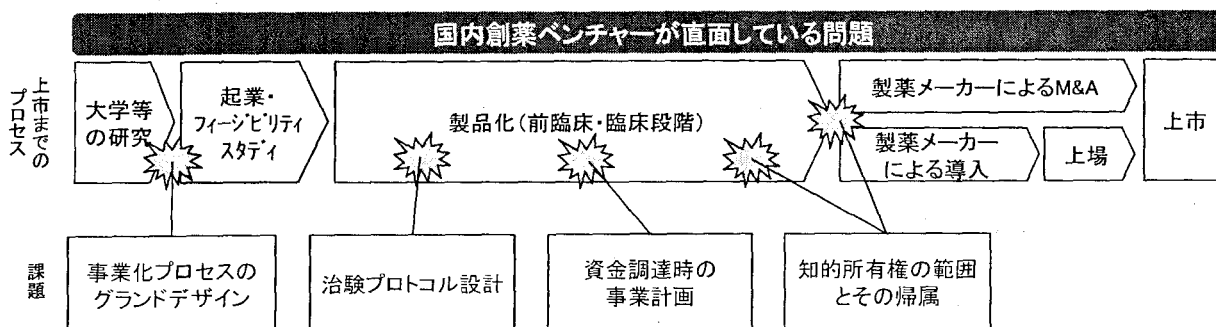 国内創薬ベンチャーが直面している問題
上市までの
プロセス
大学等
の研究
起業・
フィージビリティ
スタディ
製品化(前臨床・臨床段階)
製薬メーカーによるM&A
製薬メーカー
による導入
上場
上市
課題
事業化プロセスの
グランドデザイン
治験プロトコル設計
資金調達時の
事業計画
知的所有権の範囲
とその帰属